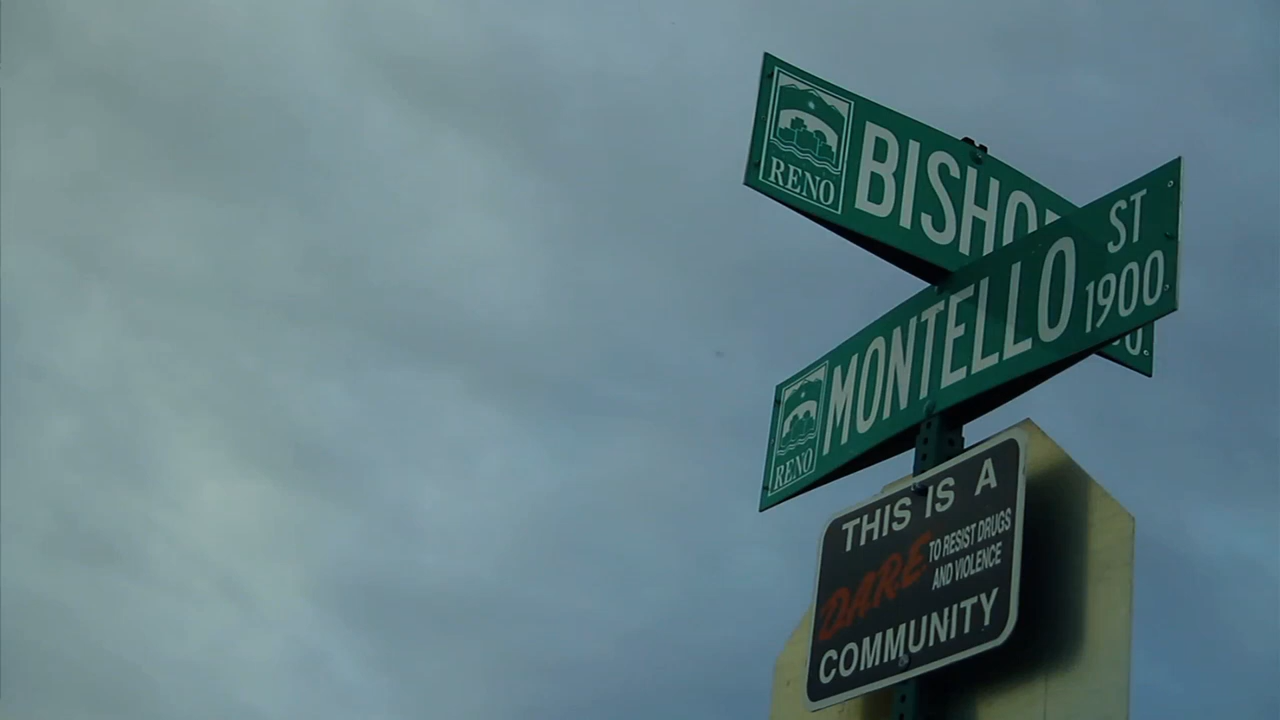 RENO
BISHO
ST
MONTELLO 1900
RENO
THIS IS A
DARE TO RESIST DRUGS
AND VIOLENCE
COMMUNITY